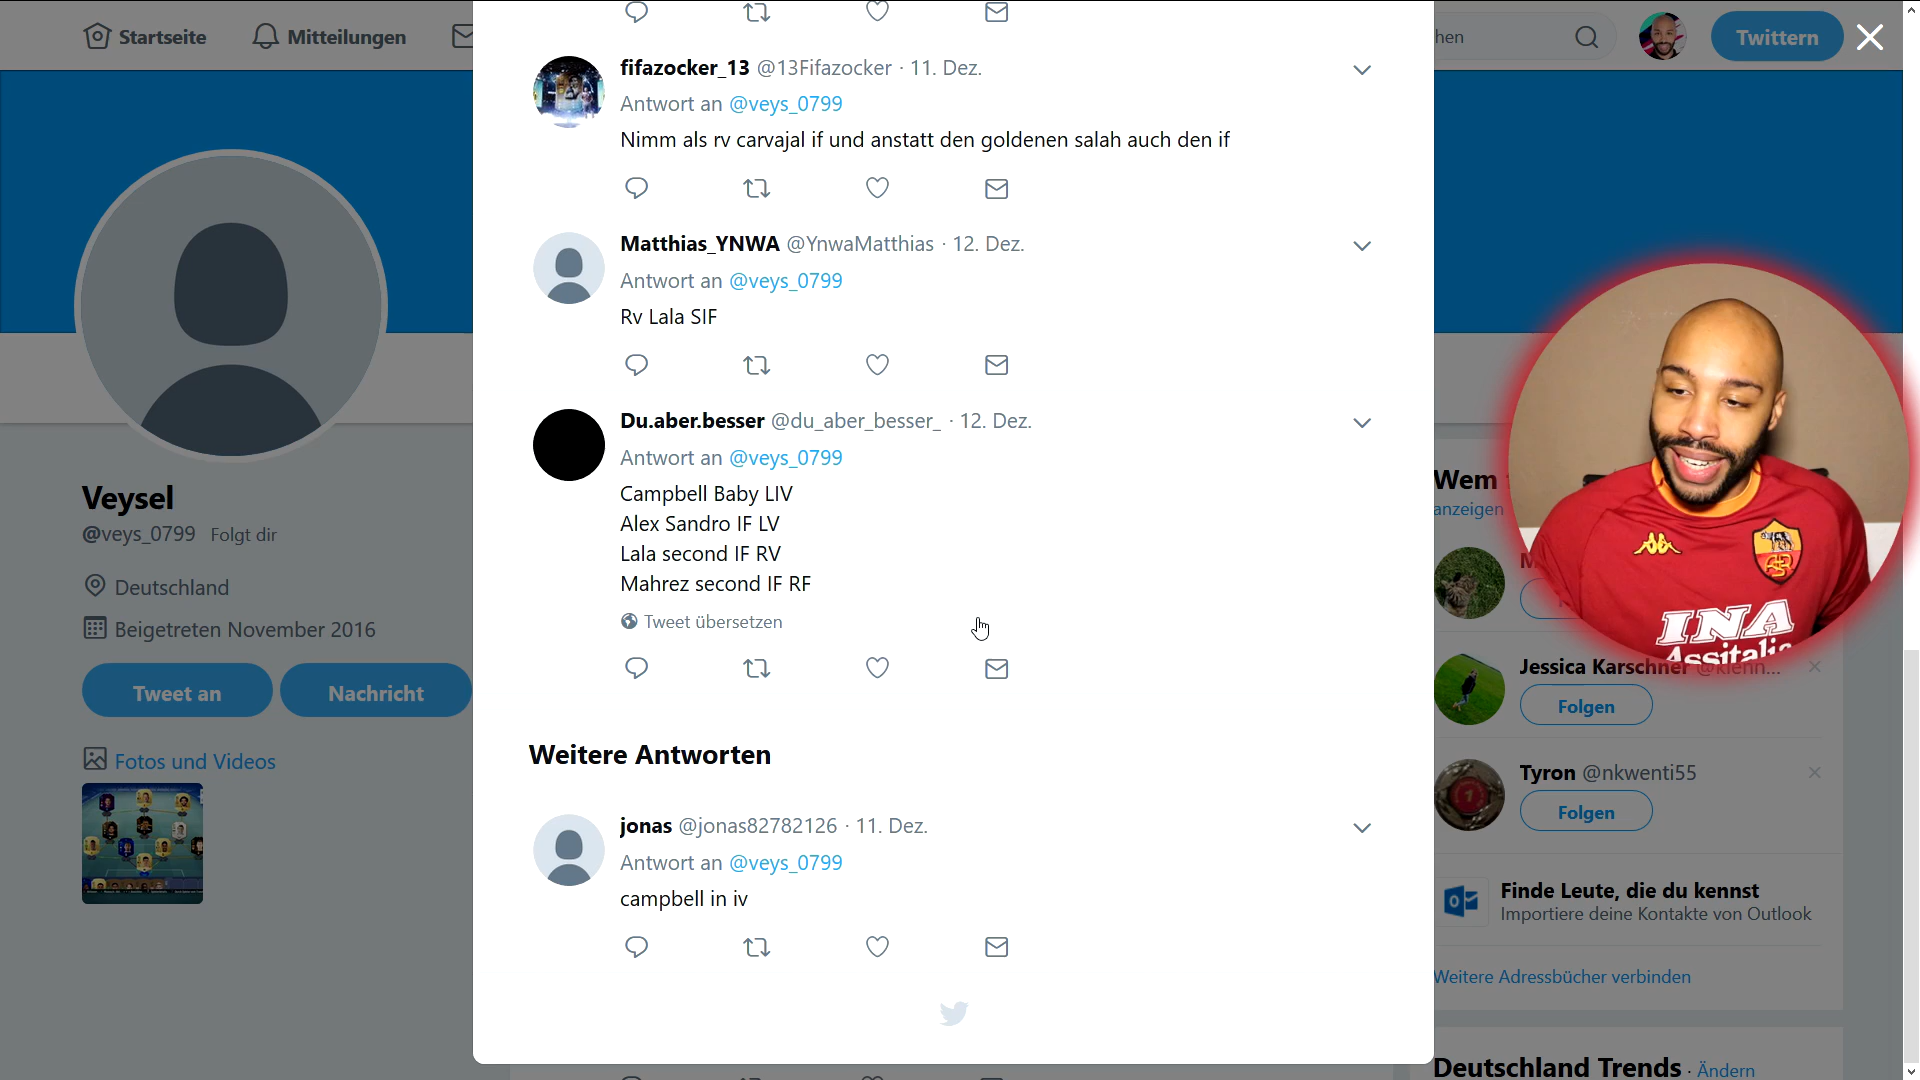 Startseite
Mitteilungen
hen
Twittern
fifazocker_13 @13Fifazocker · 11. Dez.
Antwort an @veys_0799
Nimm als rv carvajal if und anstatt den goldenen salah auch den if
Matthias_YNWA @YnwaMatthias · 12. Dez.
Antwort an @veys_0799
Rv Lala SIF
Du.aber.besser @du_aber_besser_ · 12. Dez.
Antwort an @veys_0799
Campbell Baby LIV
Alex Sandro IF LV
Lala second IF RV
Mahrez second IF RF
Tweet übersetzen
Weitere Antworten
jonas @jonas82782126 · 11. Dez.
Antwort an @veys_0799
campbell in iv
Veysel
@veys_0799 Folgt dir
Deutschland
Beigetreten November 2016
Tweet an
Nachricht
Fotos und Videos
Wem
anzeigen
INA
Assitalia
Jessica Karschner @klenn...
Folgen
Tyron @nkwenti55
Folgen
Finde Leute, die du kennst
Importiere deine Kontakte von Outlook
Weitere Adressbücher verbinden
Deutschland Trends · Ändern